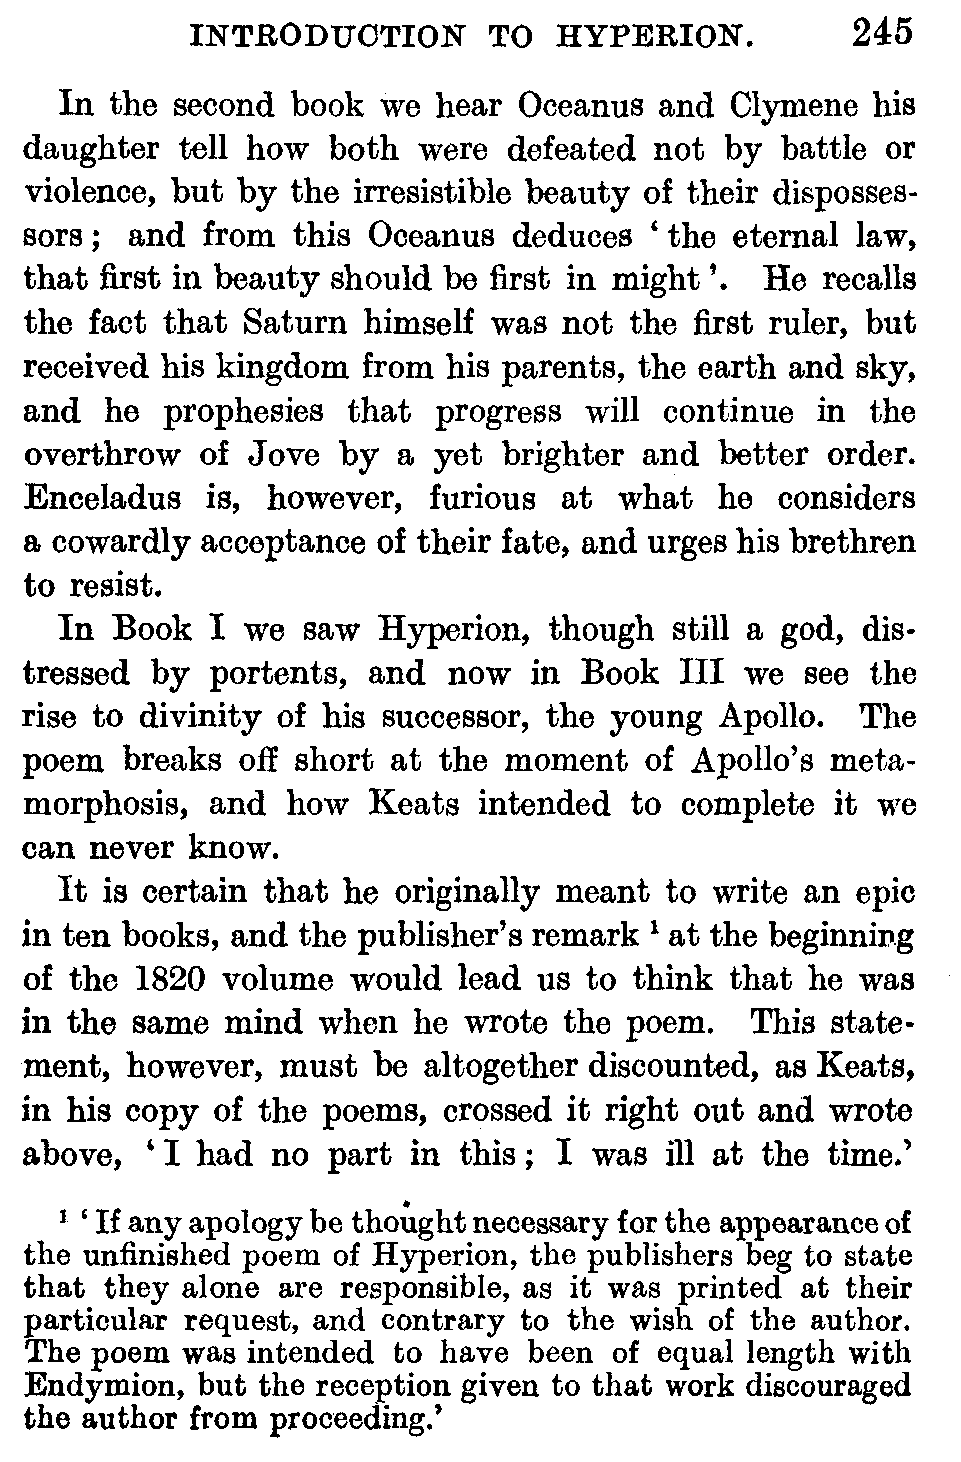 INTRODUCTION TO HYPERION. 245
In the second book we hear Oceanus and Clymene his
daughter tell how both were defeated not by battle or
violence, but by the irresistible beauty of their disposses-
sors ; and from this Oceanus deduces ‘ the eternal law,
that first in beauty should be first in might ’. He recalls
the fact that Saturn himself was not the first ruler, but
received his kingdom from his parents, the earth and sky,
and he prophesies that progress will continue in the
overthrow of Jove by a yet brighter and better order.
Enceladus is, however, furious at what he considers
a cowardly acceptance of their fate, and urges his brethren
to resist.
In Book I we saw Hyperion, though still a god, dis-
tressed by portents, and now in Book III we see the
rise to divinity of his successor, the young Apollo. The
poem breaks off short at the moment of Apollo’s meta-
morphosis, and how Keats intended to complete it we
can never know.
It is certain that he originally meant to write an epic
in ten books, and the publisher’s remark ¹ at the beginning
of the 1820 volume would lead us to think that he was
in the same mind when he wrote the poem. This state-
ment, however, must be altogether discounted, as Keats,
in his copy of the poems, crossed it right out and wrote
above, ‘ I had no part in this ; I was ill at the time.’
¹ ‘ If any apology be thought necessary for the appearance of
the unfinished poem of Hyperion, the publishers beg to state
that they alone are responsible, as it was printed at their
particular request, and contrary to the wish of the author.
The poem was intended to have been of equal length with
Endymion, but the reception given to that work discouraged
the author from proceeding.’